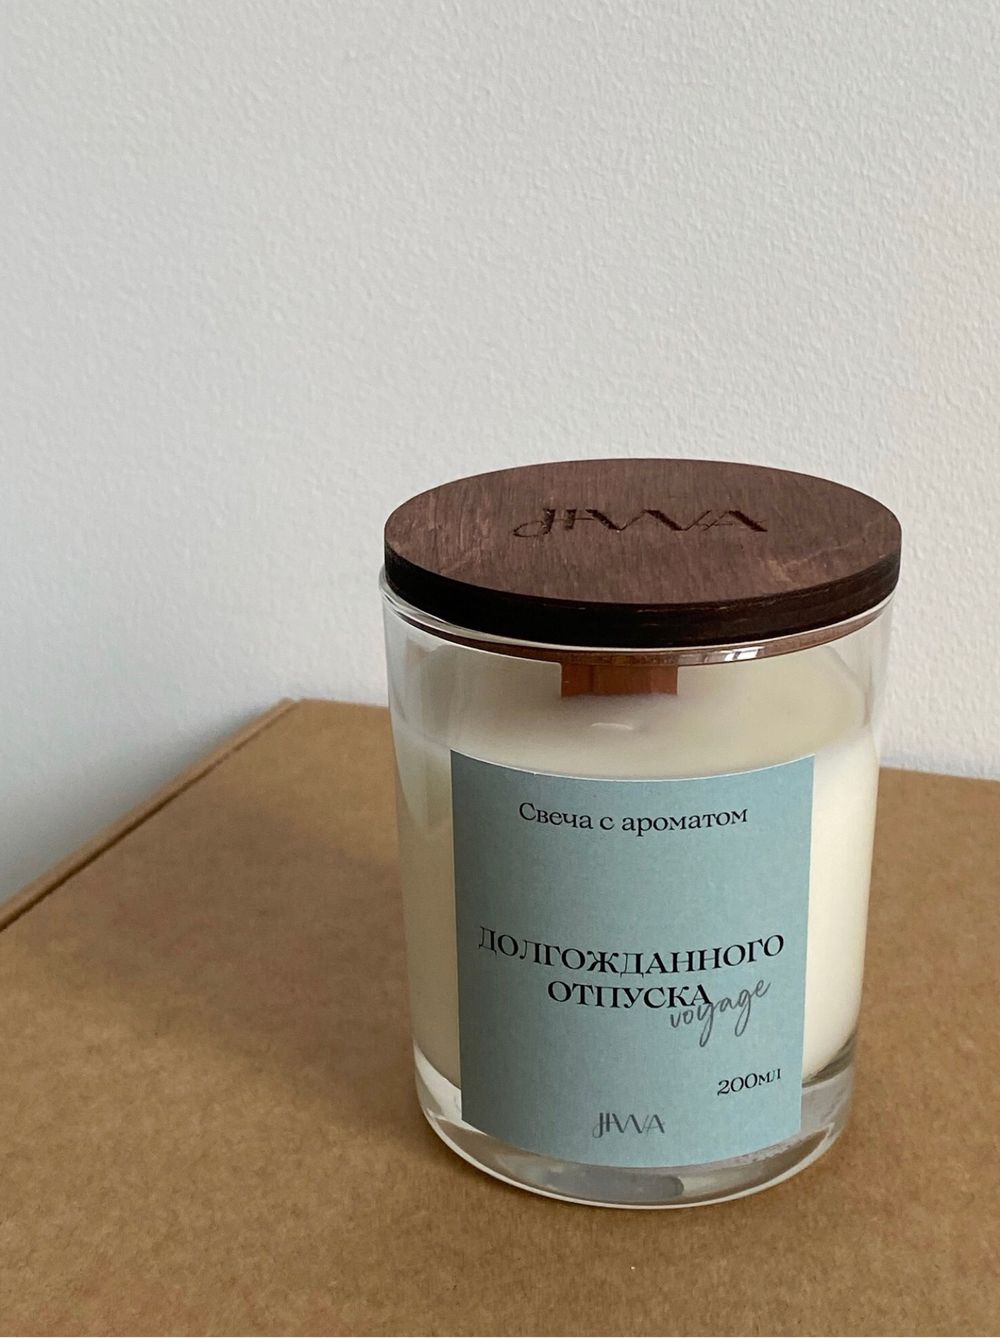 JIVVA
Свеча с ароматом
ДОЛГОЖДАННОГО
ОТПУСКА
voyage
200мл
JIVVA